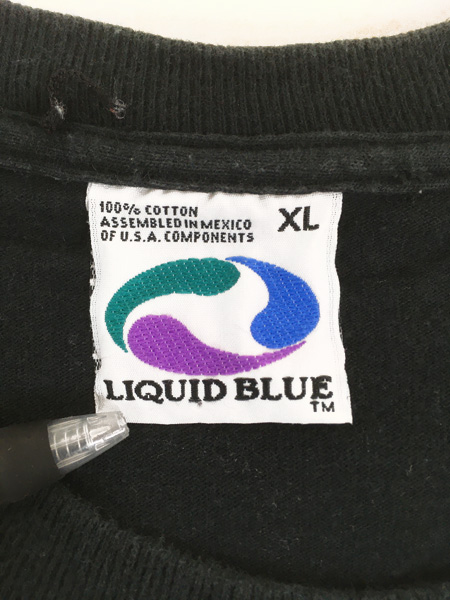 100% COTTON
ASSEMBLED IN MEXICO
OF U.S.A. COMPONENTS
XL
LIQUID BLUE
TM